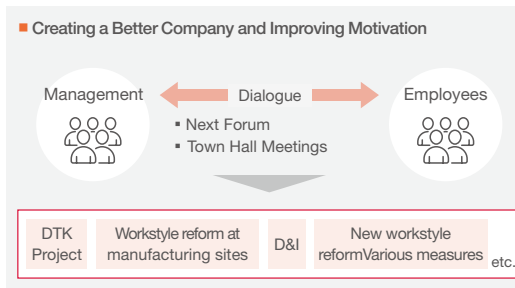 ■ Creating a Better Company and Improving Motivation
Management
Dialogue
Employees
▪ Next Forum
▪ Town Hall Meetings
DTK
Project
Workstyle reform at
manufacturing sites
D&I
New workstyle
reformVarious measures
etc.